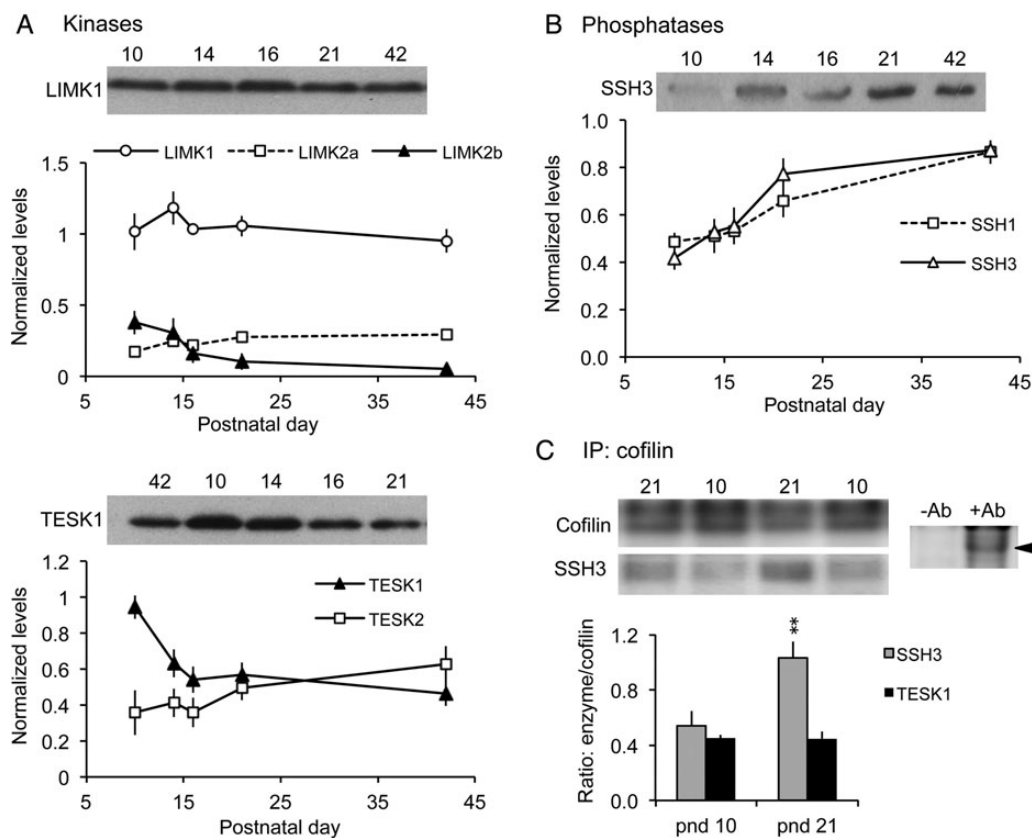 A Kinases
10 14 16 21 42
LIMK1
LIMK1 LIMK2a LIMK2b
1.5
1
0.5
0
Normalized levels
5 15 25 35 45
Postnatal day
42 10 14 16 21
TESK1
1.2
1
0.8
0.6
0.4
0.2
0
TESK1
TESK2
Normalized levels
5 15 25 35 45
Postnatal day
B Phosphatases
10 14 16 21 42
SSH3
1.0
0.8
0.6
0.4
0.2
0.0
Normalized levels
SSH1
SSH3
5 15 25 35 45
Postnatal day
C IP: cofilin
21 10 21 10
Cofilin
SSH3
-Ab +Ab
1.2
0.8
0.4
0.0
Ratio: enzyme/cofilin
**
SSH3
TESK1
pnd 10 pnd 21